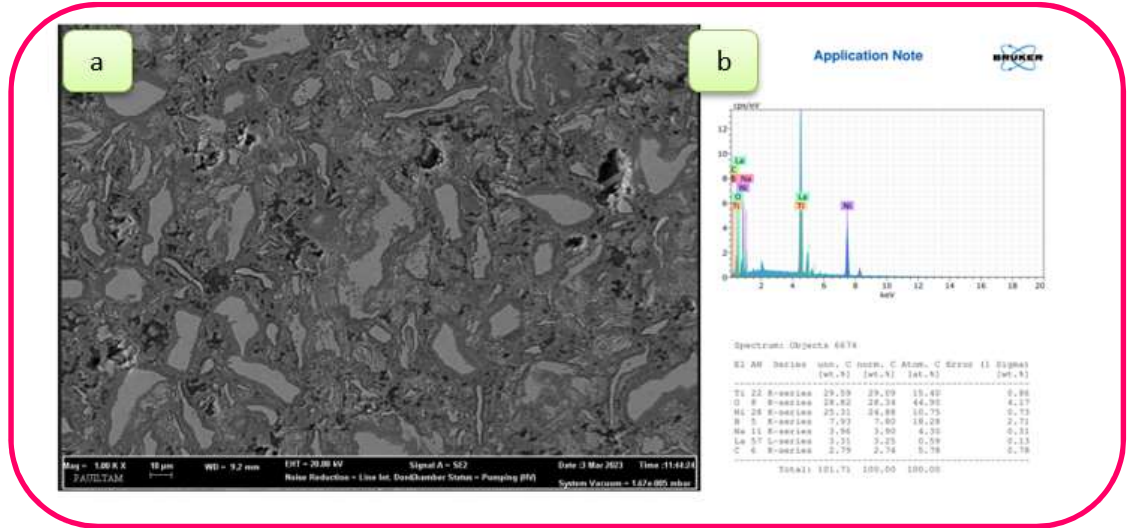 a
b
Application Note
BRUKER
cps/eV
12
10
8
6
4
2
0
La
C
B Na
Ni
O
Ti
La
Ti
Ni
2 4 6 8 10 12 14 16 18 20
keV
Spectrum: Objects 6674
El AN Series unn. C norm. C Atom. C Error (1 Sigma)
[wt.%] [wt.%] [at.%] [wt.%]
Ti 22 K-series 29.59 29.09 15.40 0.86
O 8 K-series 28.82 28.34 44.90 4.17
Ni 28 K-series 25.31 24.88 10.75 0.73
B 5 K-series 7.93 7.80 18.28 2.71
Na 11 K-series 3.96 3.90 4.30 0.31
La 57 L-series 3.31 3.25 0.59 0.13
C 6 K-series 2.79 2.74 5.78 0.78
Total: 101.71 100.00 100.00
Mag = 1.00 K X 10 µm WD = 9.2 mm EHT = 20.00 kV Signal A = SE2 Date :3 Mar 2023 Time :11:44:24
PAUILTAM Noise Reduction = Line Int. Done Chamber Status = Pumping (HV) System Vacuum = 1.67e-005 mbar